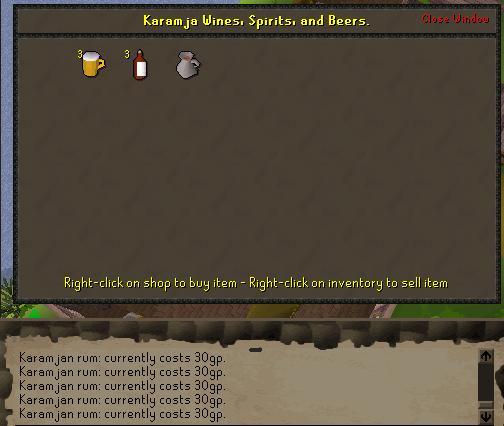 Karamja Wines, Spirits, and Beers.
Close Window
3
3
Right-click on shop to buy item - Right-click on inventory to sell item
Karamjan rum: currently costs 30gp.
Karamjan rum: currently costs 30gp.
Karamjan rum: currently costs 30gp.
Karamjan rum: currently costs 30gp.
Karamjan rum: currently costs 30gp.